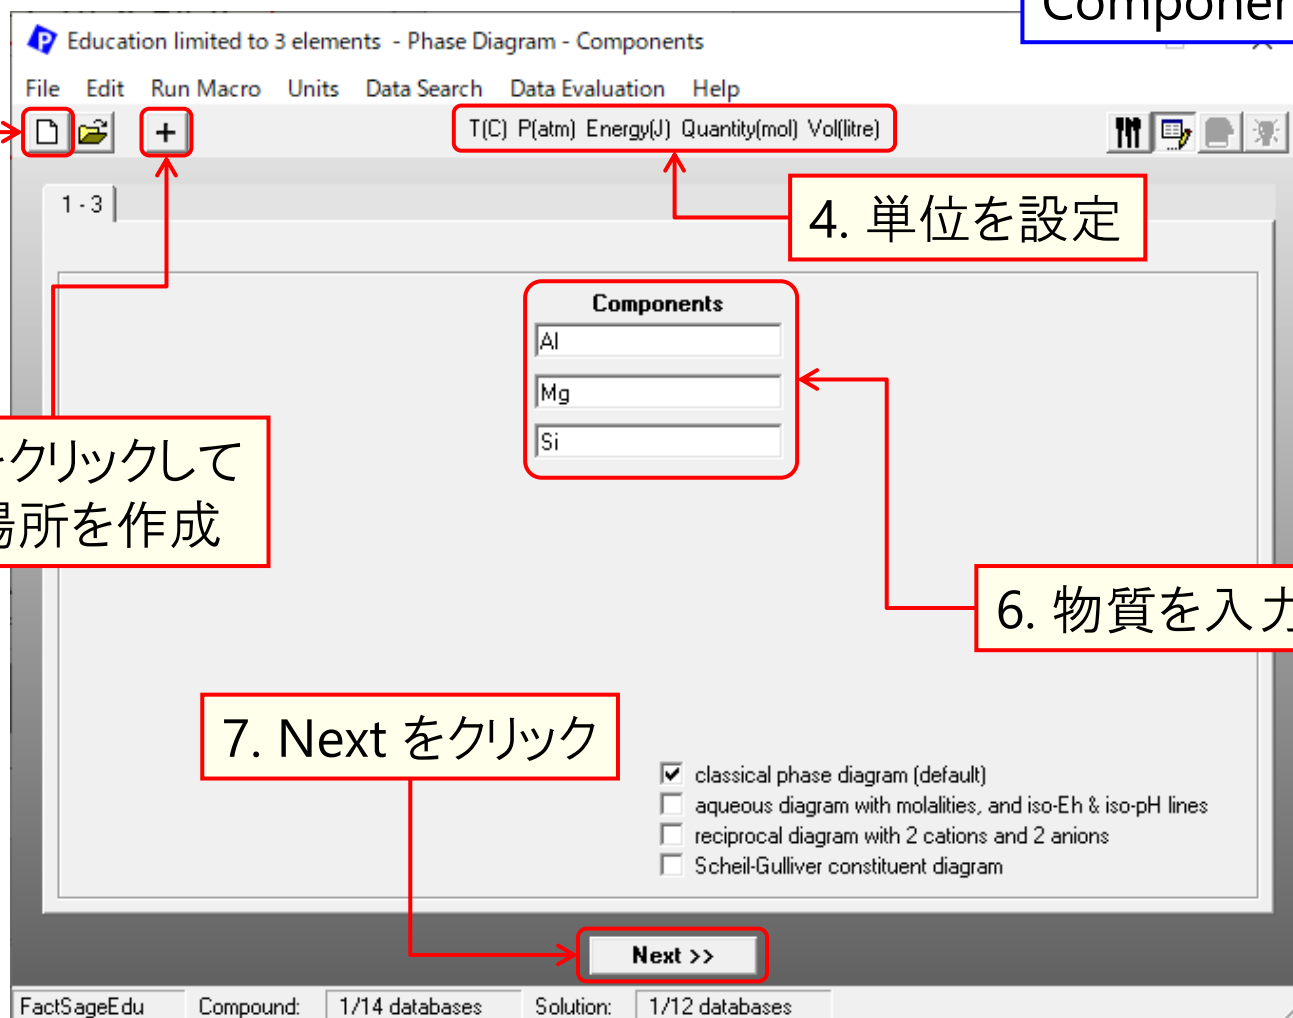 Componen
Education limited to 3 elements - Phase Diagram - Components
File Edit Run Macro Units Data Search Data Evaluation Help
T(C) P(atm) Energy(J) Quantity(mol) Vol(litre)
1 - 3
4. 単位を設定
Components
Al
Mg
Si
をクリックして
場所を作成
6. 物質を入力
7. Next をクリック
classical phase diagram (default)
aqueous diagram with molalities, and iso-Eh & iso-pH lines
reciprocal diagram with 2 cations and 2 anions
Scheil-Gulliver constituent diagram
Next >>
FactSageEdu Compound: 1/14 databases Solution: 1/12 databases